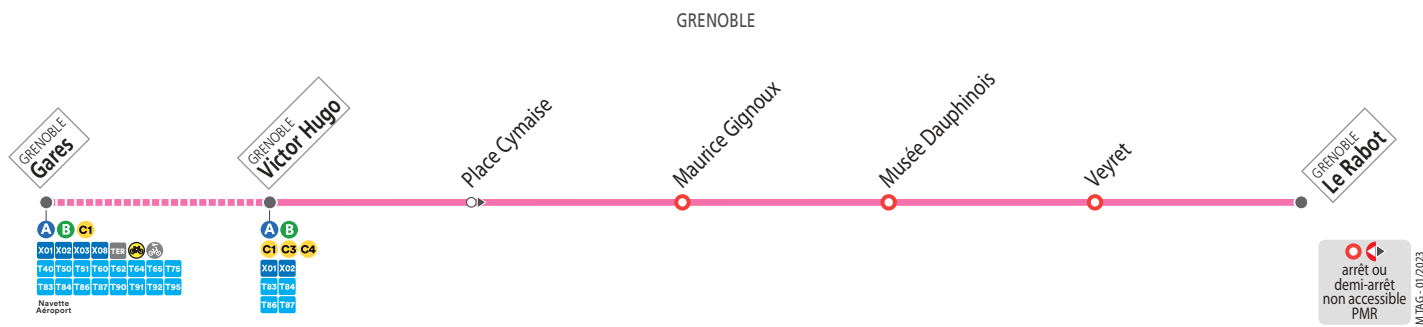 GRENOBLE
GRENOBLE
Gares
GRENOBLE
Victor Hugo
Place Cymaise
Maurice Gignoux
Musée Dauphinois
Veyret
GRENOBLE
Le Rabot
A B C1
X01 X02 X03 X08 TER
T40 T50 T51 T60 T62 T64 T65 T75
T83 T84 T86 T87 T90 T91 T92 T95
Navette
Aéroport
A B
C1 C3 C4
X01 X02
T83 T84
T86 T87
arrêt ou
demi-arrêt
non accessible
PMR
M TAG - 01/2023